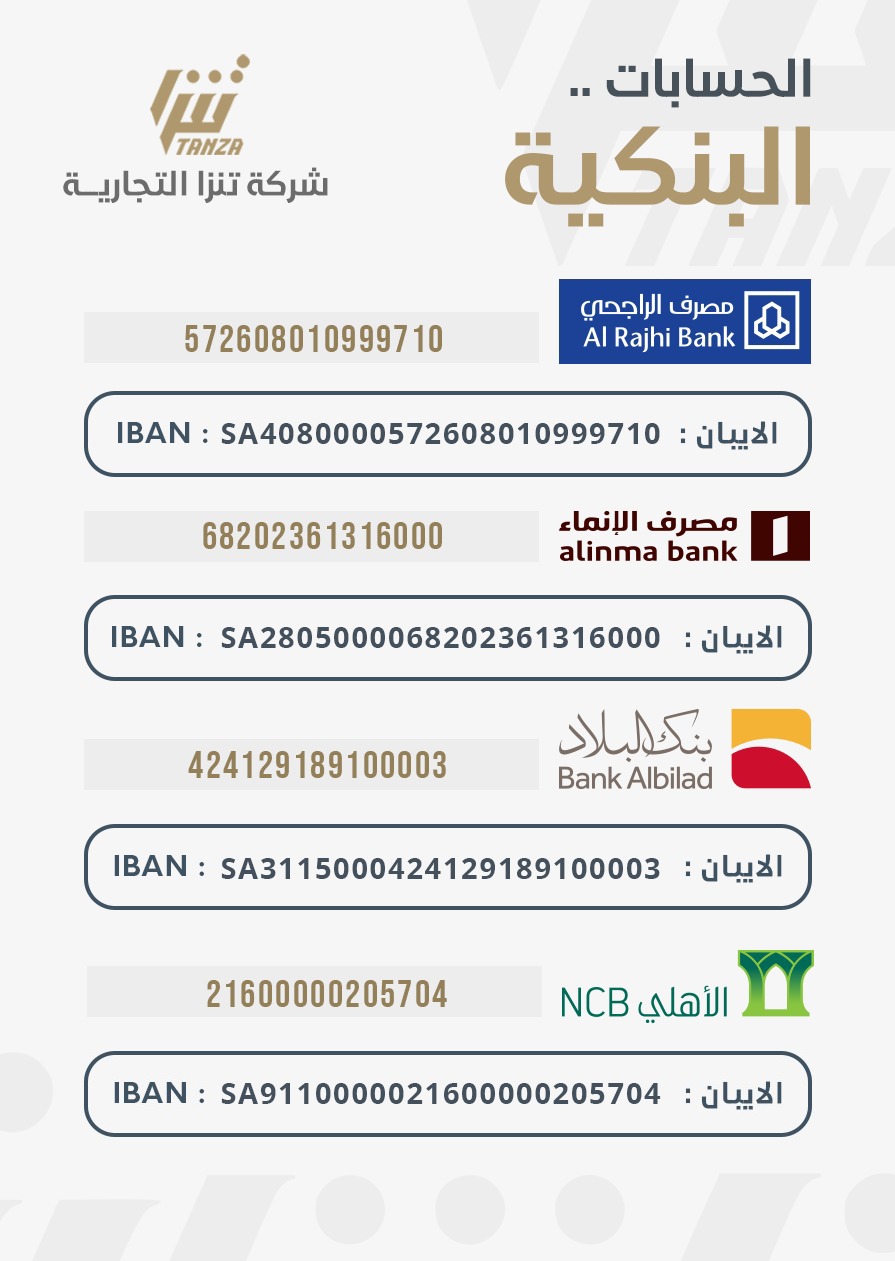 الحسابات ..
البنكية
تنزا
TANZA
شركة تنزا التجاريــة
مصرف الراجحي
Al Rajhi Bank
572608010999710
IBAN : SA4080000572608010999710 الايبان :
مصرف الإنماء
alinma bank
68202361316000
IBAN : SA2805000068202361316000 الايبان :
بنك البلاد
Bank Albilad
424129189100003
IBAN : SA3115000424129189100003 الايبان :
الأهلي NCB
21600000205704
IBAN : SA9110000021600000205704 الايبان :